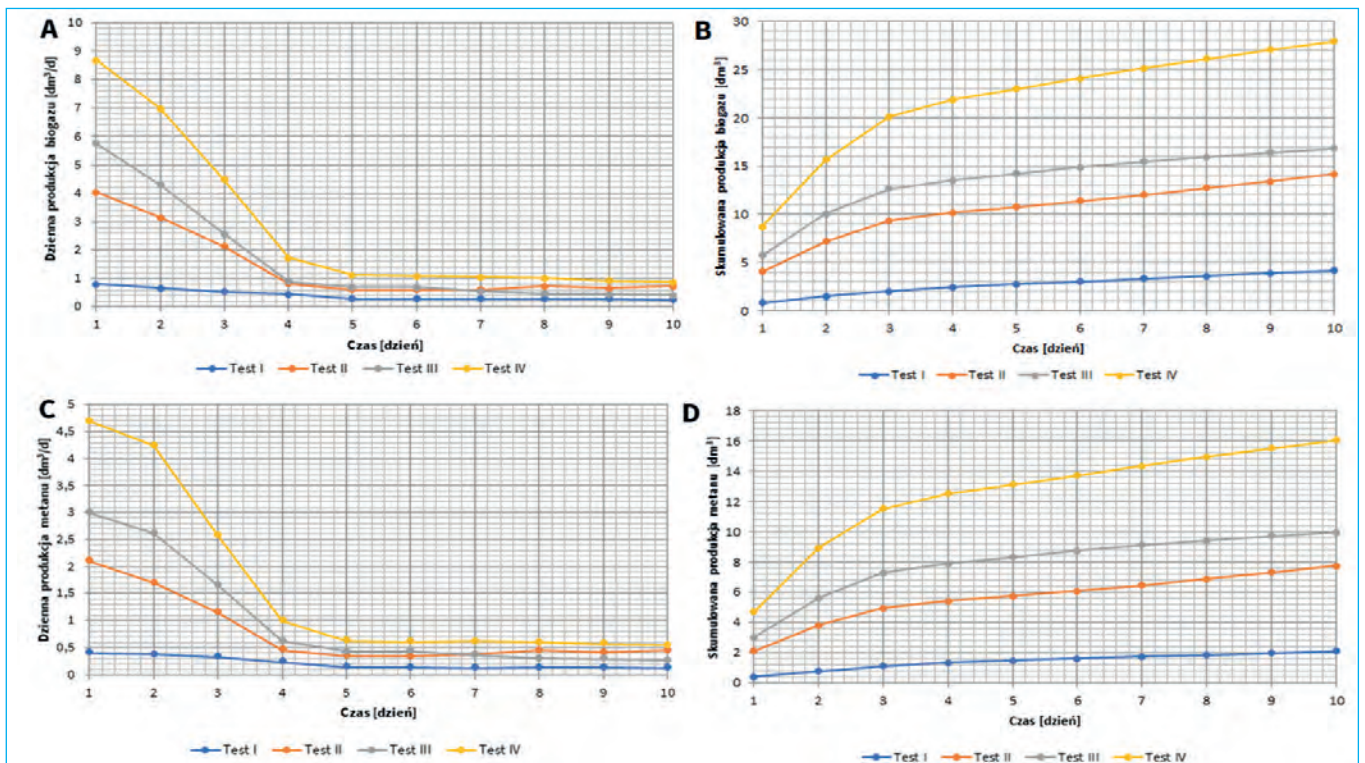 A
Dzienna produkcja biogazu [dm³/d]
10
9
8
7
6
5
4
3
2
1
0
1 2 3 4 5 6 7 8 9 10
Czas [dzień]
Test I Test II Test III Test IV
B
Skumulowana produkcja biogazu [dm³]
30
25
20
15
10
5
0
1 2 3 4 5 6 7 8 9 10
Czas [dzień]
Test I Test II Test III Test IV
C
Dzienna produkcja metanu [dm³/d]
5
4,5
4
3,5
3
2,5
2
1,5
1
0,5
0
1 2 3 4 5 6 7 8 9 10
Czas [dzień]
Test I Test II Test III Test IV
D
Skumulowana produkcja metanu [dm³]
18
16
14
12
10
8
6
4
2
0
1 2 3 4 5 6 7 8 9 10
Czas [dzień]
Test I Test II Test III Test IV